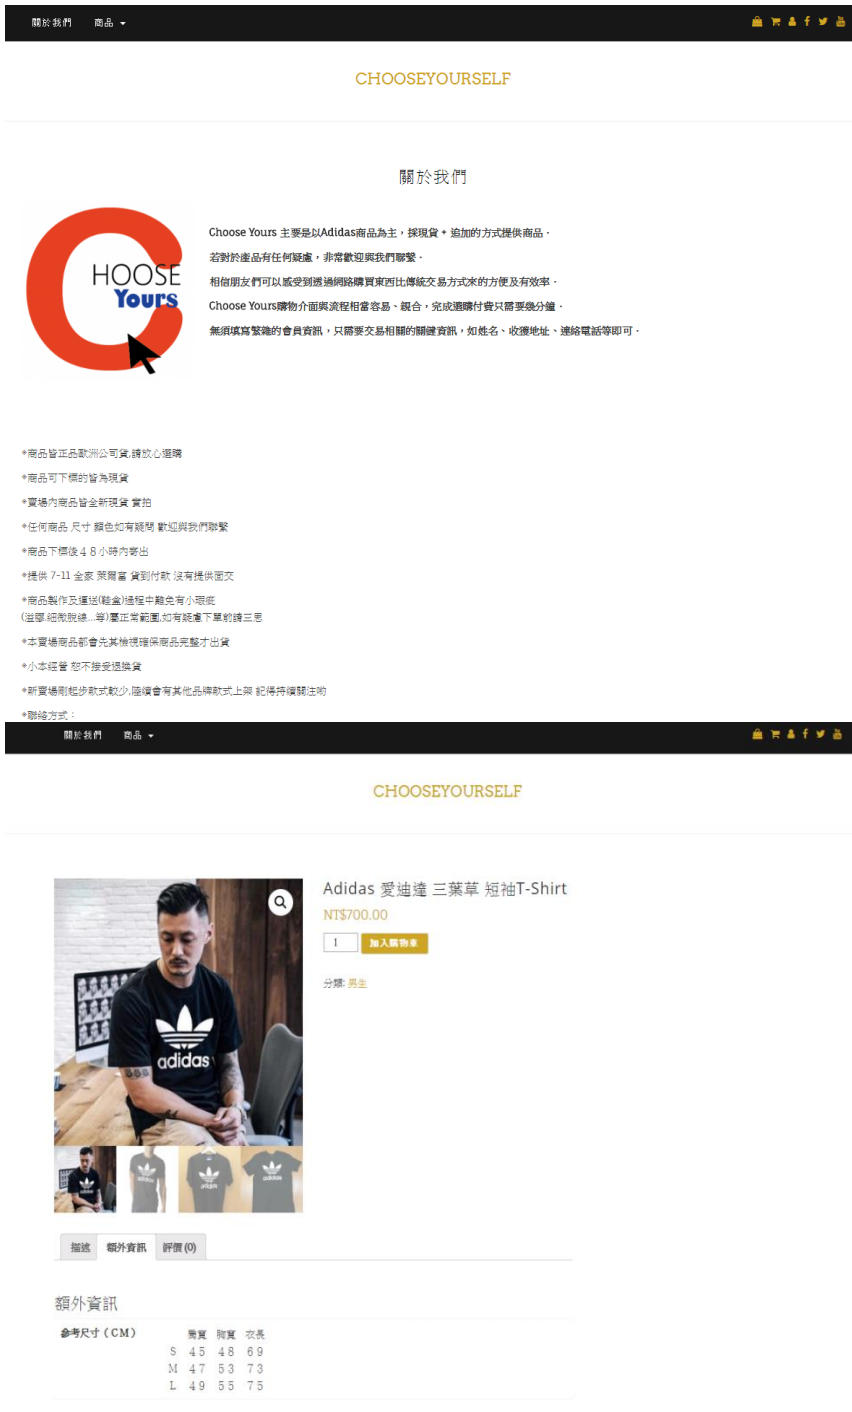 關於我們 商品
CHOOSEYOURSELF
關於我們
CHOOSE
Yours
Choose Yours 主要是以Adidas商品為主，採現貨 + 追加的方式提供商品．
若對於產品有任何疑慮，非常歡迎與我們聯繫．
相信朋友們可以感受到透過網路購買東西比傳統交易方式來的方便及有效率．
Choose Yours購物介面與流程相當容易、親合，完成選購付費只需要幾分鐘．
無須填寫繁雜的會員資訊，只需要交易相關的關鍵資訊，如姓名、收獲地址、連絡電話等即可．
*商品皆正品歐洲公司貨,請放心選購
*商品可下標的皆為現貨
*賣場內商品皆全新現貨 實拍
*任何商品 尺寸 顏色如有疑問 歡迎與我們聯繫
*商品下標後４８小時內寄出
*提供 7-11 全家 萊爾富 貨到付款 沒有提供面交
*商品製作及運送(鞋盒)過程中難免有小瑕疵
(溢膠.細微脫線...等)屬正常範圍,如有疑慮下單前請三思
*本賣場商品都會先其檢視確保商品完整才出貨
*小本經營 恕不接受退換貨
*新賣場剛起步款式較少,陸續會有其他品牌款式上架 記得持續關注喲
*聯絡方式：
關於我們 商品
CHOOSEYOURSELF
adidas
Adidas 愛迪達 三葉草 短袖T-Shirt
NT$700.00
1 加入購物車
分類: 男生
描述 額外資訊 評價 (0)
額外資訊
參考尺寸（CM） 肩寬 胸寬 衣長
S 45 48 69
M 47 53 73
L 49 55 75